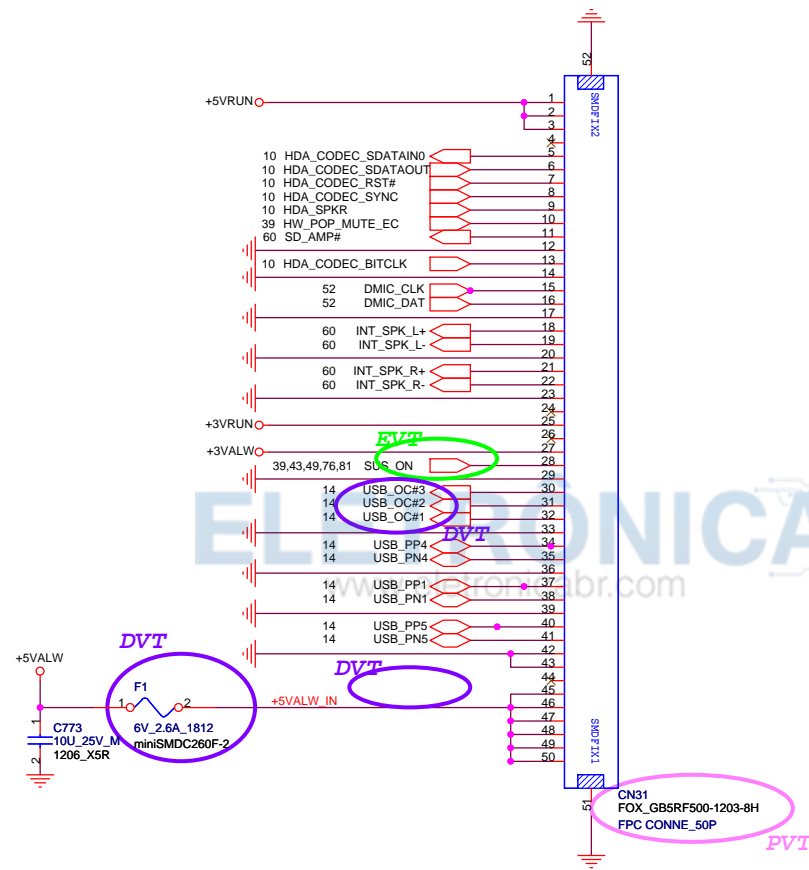 52
SMDFIX2
+5VRUN
1
2
3
4
10 HDA_CODEC_SDATAIN0 5
10 HDA_CODEC_SDATAOUT 6
10 HDA_CODEC_RST# 7
10 HDA_CODEC_SYNC 8
10 HDA_SPKR 9
39 HW_POP_MUTE_EC 10
60 SD_AMP# 11
12
10 HDA_CODEC_BITCLK 13
14
52 DMIC_CLK 15
52 DMIC_DAT 16
17
60 INT_SPK_L+ 18
60 INT_SPK_L- 19
20
60 INT_SPK_R+ 21
60 INT_SPK_R- 22
23
24
+3VRUN 25
EVT 26
+3VALW 27
39,43,49,76,81 SUS_ON 28
29
14 USB_OC#3 30
14 USB_OC#2 31
14 USB_OC#1 32
ELETRÔNICA
DVT 33
14 USB_PP4 34
14 USB_PN4 35
36
www.eletronicabr.com
14 USB_PP1 37
14 USB_PN1 38
39
14 USB_PP5 40
14 USB_PN5 41
DVT 42
+5VALW DVT 43
44
F1 45
1 2 +5VALW_IN 46
1 C773 6V_2.6A_1812 47
10U_25V_M miniSMDC260F-2 48
1206_X5R 49
2 50
SMDFIX1
CN31
51 FOX_GB5RF500-1203-8H
FPC CONNE_50P
PVT